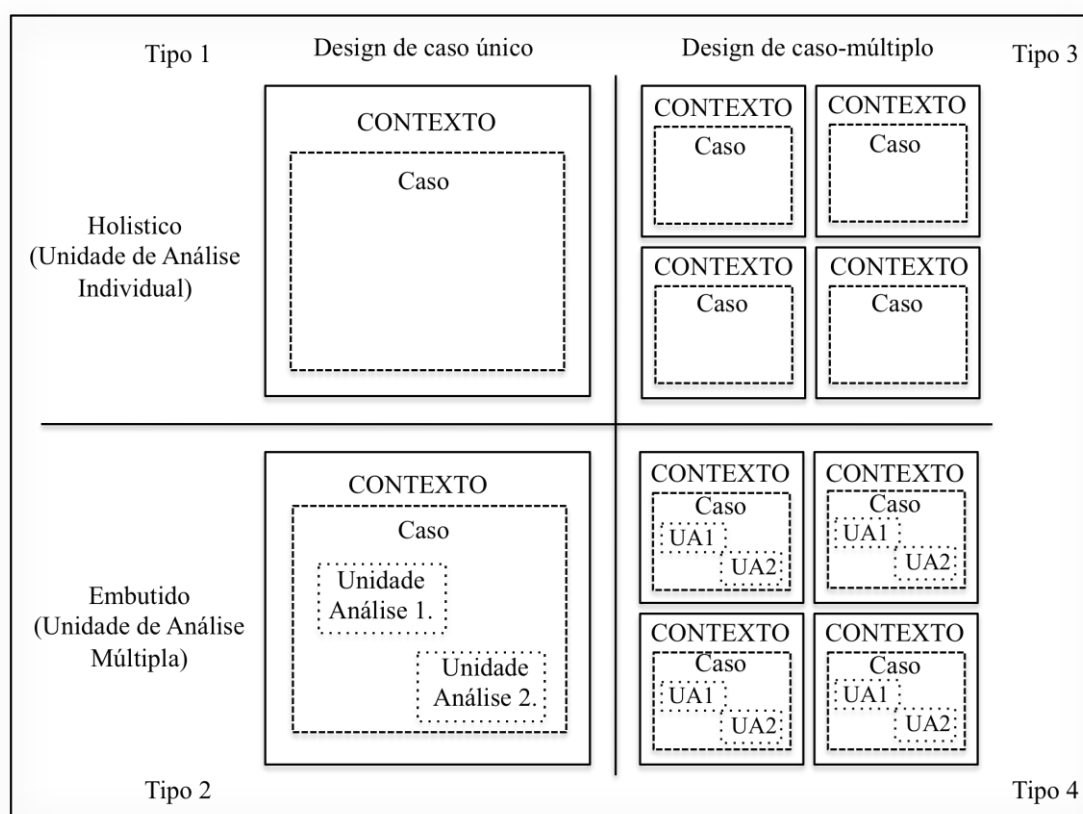 Tipo 1
Design de caso único
Design de caso-múltiplo
Tipo 3
Holistico
(Unidade de Análise
Individual)
CONTEXTO
Caso
CONTEXTO
Caso
CONTEXTO
Caso
CONTEXTO
Caso
CONTEXTO
Caso
Embutido
(Unidade de Análise
Múltipla)
CONTEXTO
Caso
Unidade
Análise 1.
Unidade
Análise 2.
CONTEXTO
Caso
UA1
UA2
CONTEXTO
Caso
UA1
UA2
CONTEXTO
Caso
UA1
UA2
CONTEXTO
Caso
UA1
UA2
Tipo 2
Tipo 4